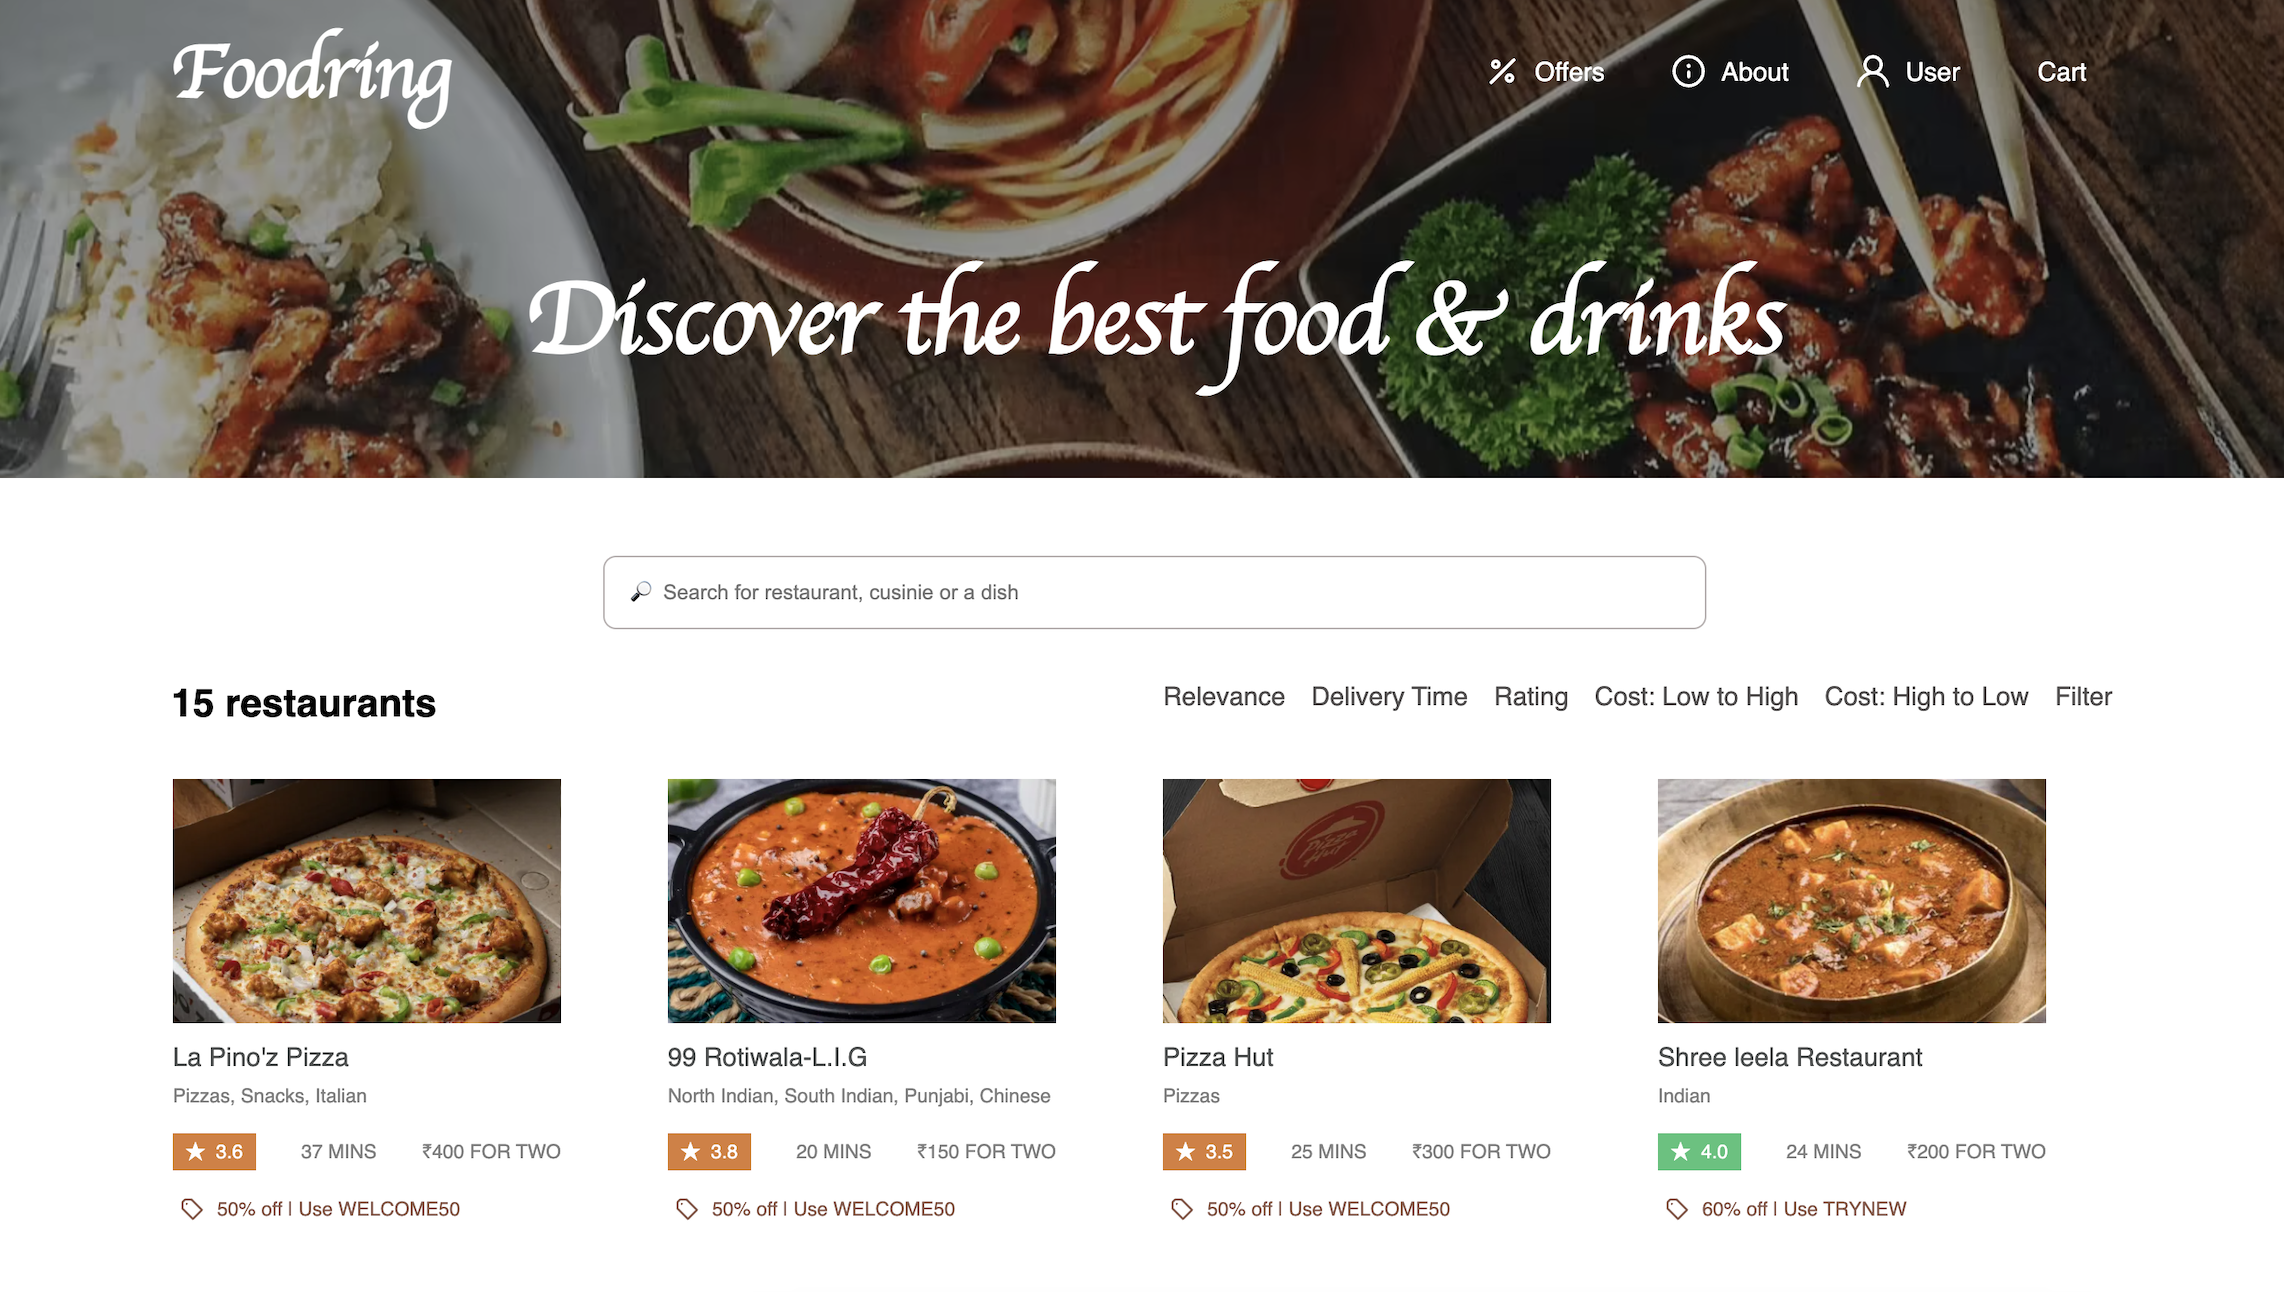 Foodring
Offers
About
User
Cart
Discover the best food & drinks
Search for restaurant, cusinie or a dish
15 restaurants
Relevance
Delivery Time
Rating
Cost: Low to High
Cost: High to Low
Filter
Pizza Hut
La Pino'z Pizza
Pizzas, Snacks, Italian
★ 3.6
37 MINS
₹400 FOR TWO
50% off | Use WELCOME50
99 Rotiwala-L.I.G
North Indian, South Indian, Punjabi, Chinese
★ 3.8
20 MINS
₹150 FOR TWO
50% off | Use WELCOME50
Pizza Hut
Pizzas
★ 3.5
25 MINS
₹300 FOR TWO
50% off | Use WELCOME50
Shree leela Restaurant
Indian
★ 4.0
24 MINS
₹200 FOR TWO
60% off | Use TRYNEW